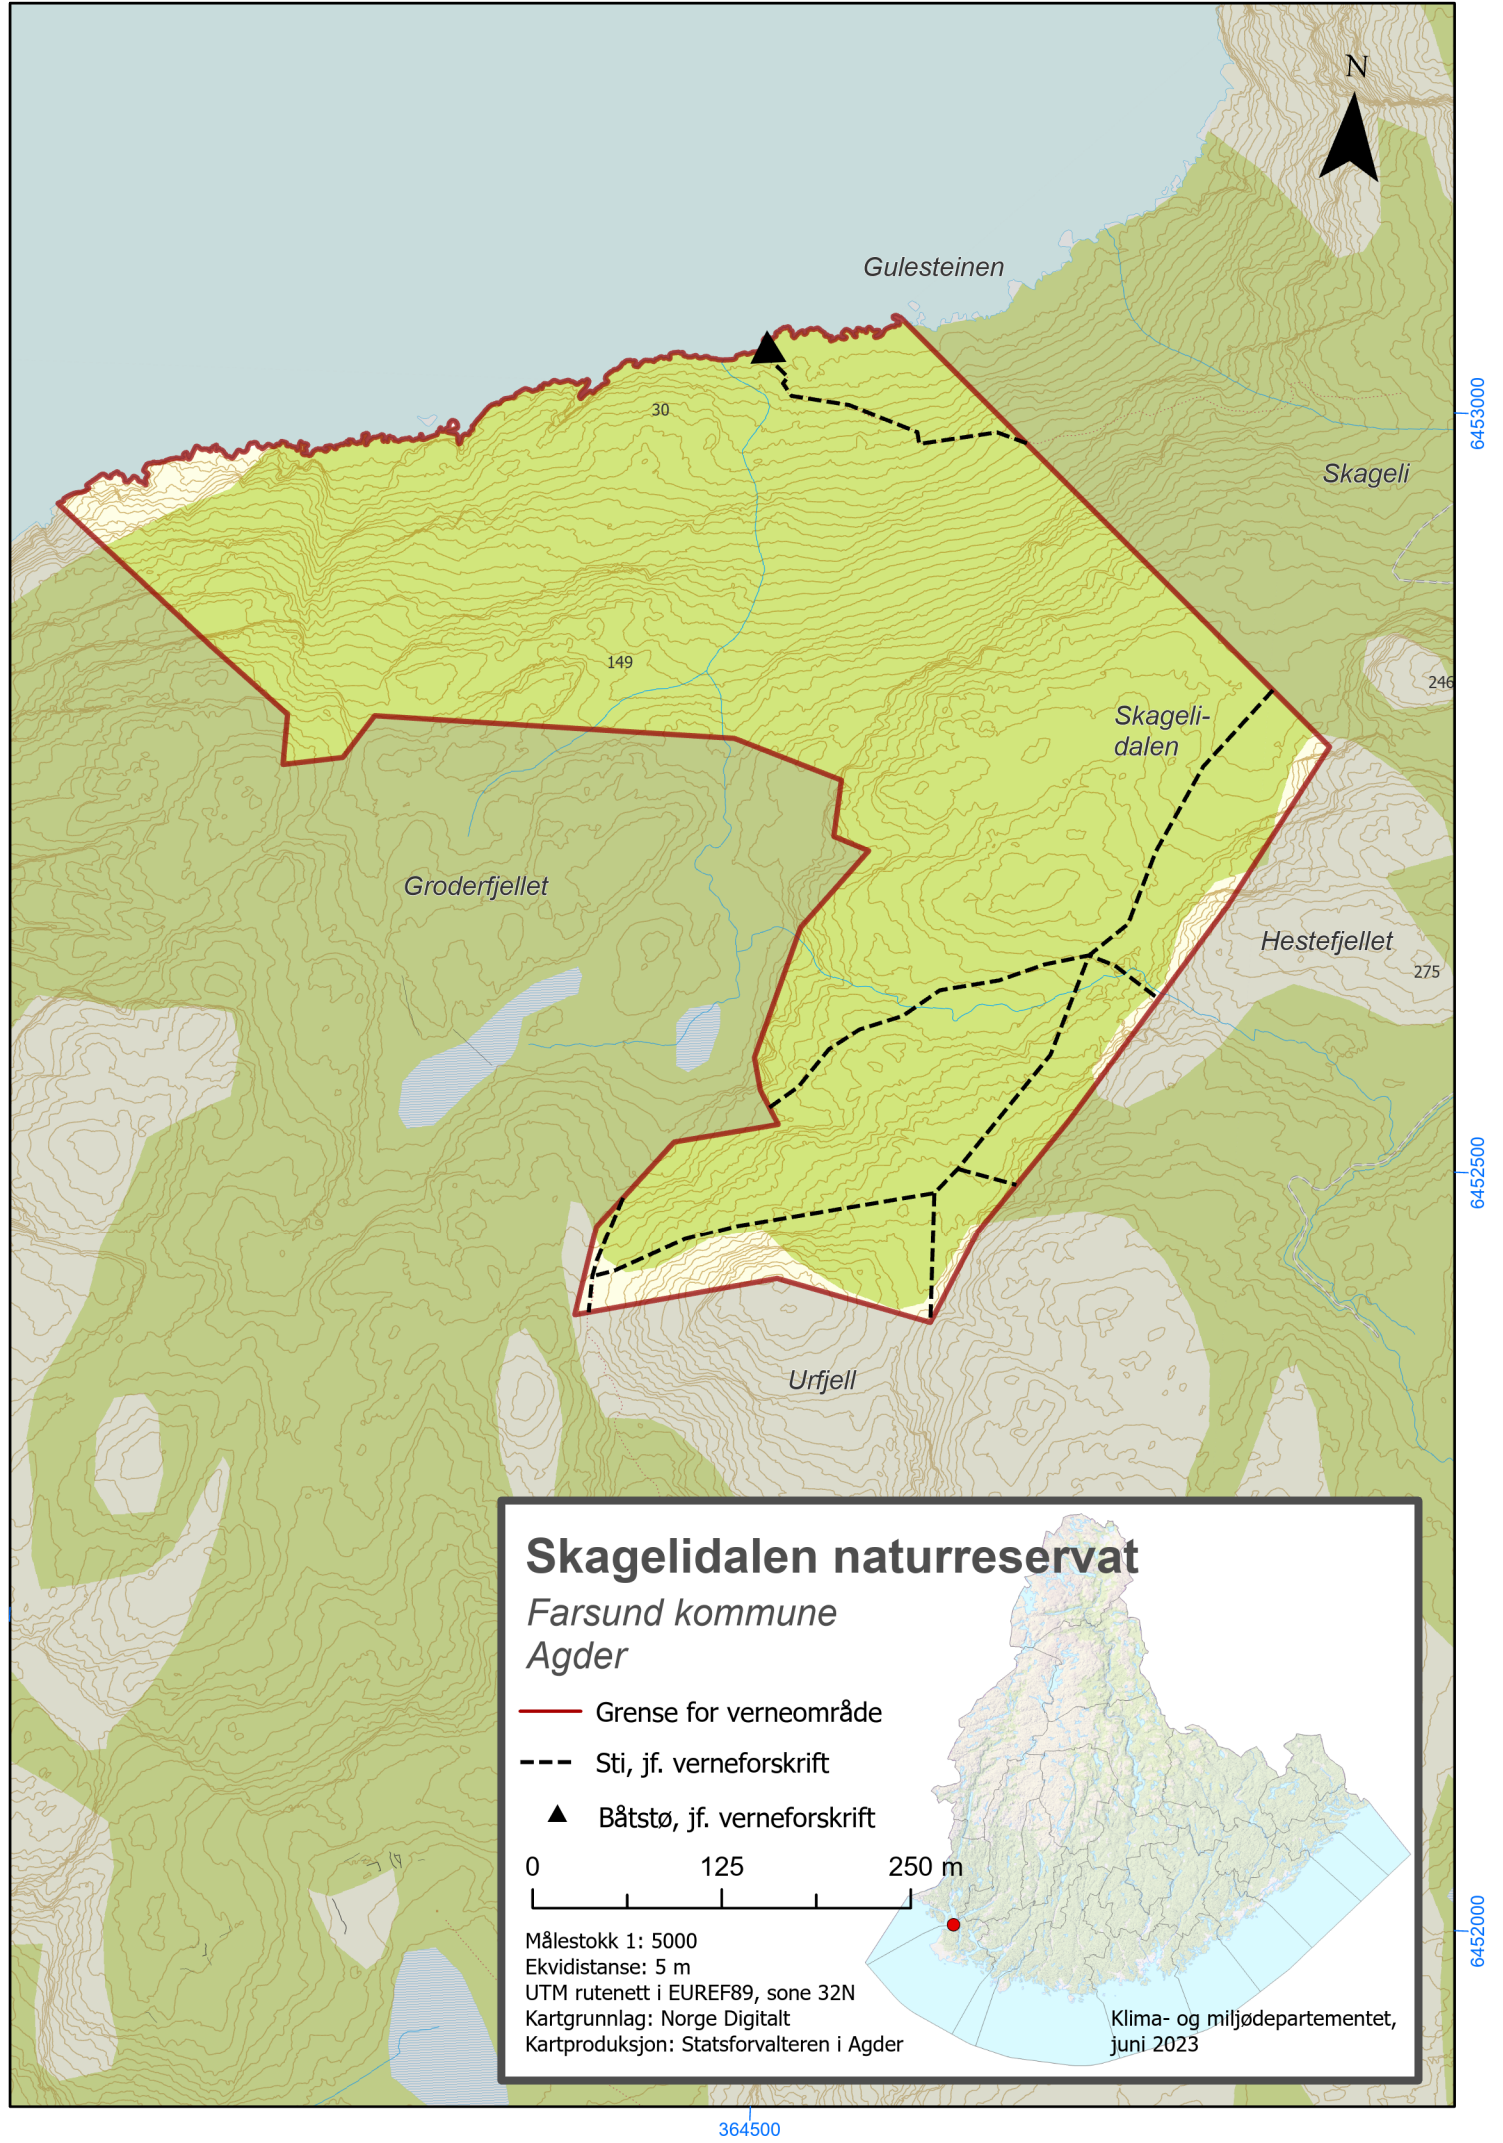 N
Gulesteinen
6453000
30
Skageli
149
246
Skageli-
dalen
Groderfjellet
Hestefjellet
275
6452500
Urfjell
Skagelidalen naturreservat
Farsund kommune
Agder
Grense for verneområde
Sti, jf. verneforskrift
Båtstø, jf. verneforskrift
0 125 250 m
6452000
Målestokk 1: 5000
Ekvidistanse: 5 m
UTM rutenett i EUREF89, sone 32N
Kartgrunnlag: Norge Digitalt
Kartproduksjon: Statsforvalteren i Agder
Klima- og miljødepartementet,
juni 2023
364500